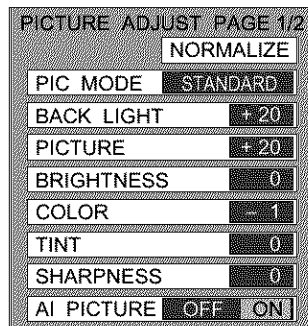 PICTURE ADJUST PAGE 1/2
NORMALIZE
PIC MODE STANDARD
BACK LIGHT + 20
PICTURE + 20
BRIGHTNESS 0
COLOR – 1
TINT 0
SHARPNESS 0
AI PICTURE OFF ON